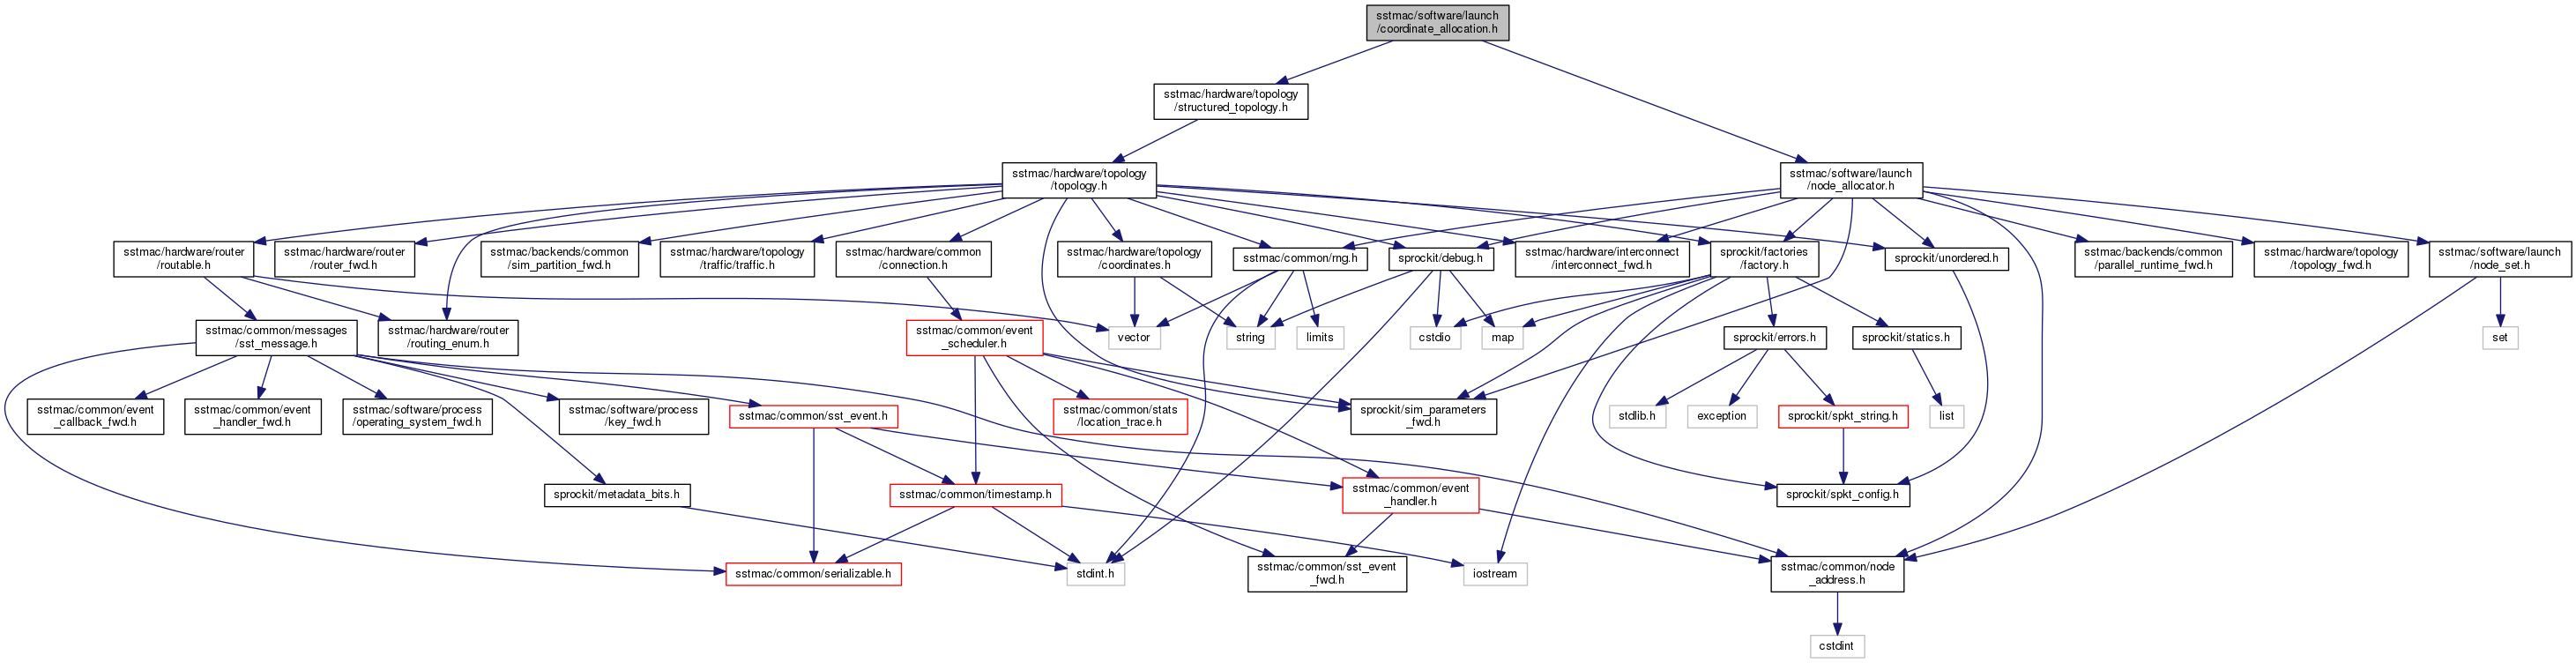 sstmac/software/launch
/coordinate_allocation.h
sstmac/hardware/topology
/structured_topology.h
sstmac/hardware/topology
/topology.h
sstmac/software/launch
/node_allocator.h
sstmac/hardware/router
/routable.h
sstmac/hardware/router
/router_fwd.h
sstmac/backends/common
/sim_partition_fwd.h
sstmac/hardware/topology
/traffic/traffic.h
sstmac/hardware/common
/connection.h
sstmac/hardware/topology
/coordinates.h
sstmac/common/rng.h
sprockit/debug.h
sstmac/hardware/interconnect
/interconnect_fwd.h
sprockit/factories
/factory.h
sprockit/unordered.h
sstmac/backends/common
/parallel_runtime_fwd.h
sstmac/hardware/topology
/topology_fwd.h
sstmac/software/launch
/node_set.h
sstmac/common/messages
/sst_message.h
sstmac/hardware/router
/routing_enum.h
sstmac/common/event
_scheduler.h
vector
string
limits
cstdio
map
sprockit/errors.h
sprockit/statics.h
set
sstmac/common/event
_callback_fwd.h
sstmac/common/event
_handler_fwd.h
sstmac/software/process
/operating_system_fwd.h
sstmac/software/process
/key_fwd.h
sstmac/common/sst_event.h
sstmac/common/stats
/location_trace.h
sprockit/sim_parameters
_fwd.h
stdlib.h
exception
sprockit/spkt_string.h
list
sprockit/metadata_bits.h
sstmac/common/timestamp.h
sstmac/common/event
_handler.h
sprockit/spkt_config.h
sstmac/common/serializable.h
stdint.h
sstmac/common/sst_event
_fwd.h
iostream
sstmac/common/node
_address.h
cstdint